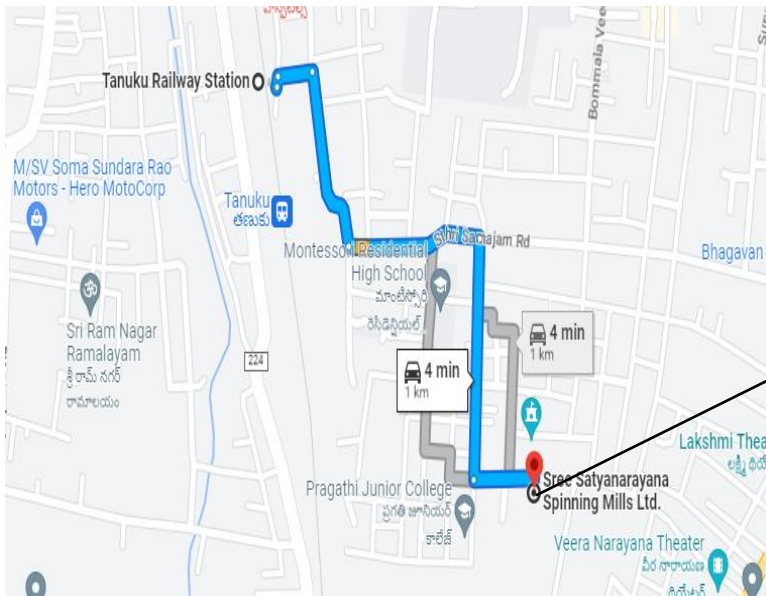 Tanuku Railway Station
Bommala Vee
M/SV Soma Sundara Rao
Motors - Hero MotoCorp
Tanuku
తణుకు
Samajam Rd
Montessori Residential
High School
మాంటిస్సోరి
రెసిడెన్షియల్
Bhagavan
Sri Ram Nagar
Ramalayam
శ్రీ రామ్ నగర్
రామాలయం
224
4 min
1 km
4 min
1 km
Lakshmi Thea
Sree Satyanarayana
Spinning Mills Ltd.
Pragathi Junior College
ప్రగతి జూనియర్
కాలేజ్
Veera Narayana Theater
వీర నారాయణ